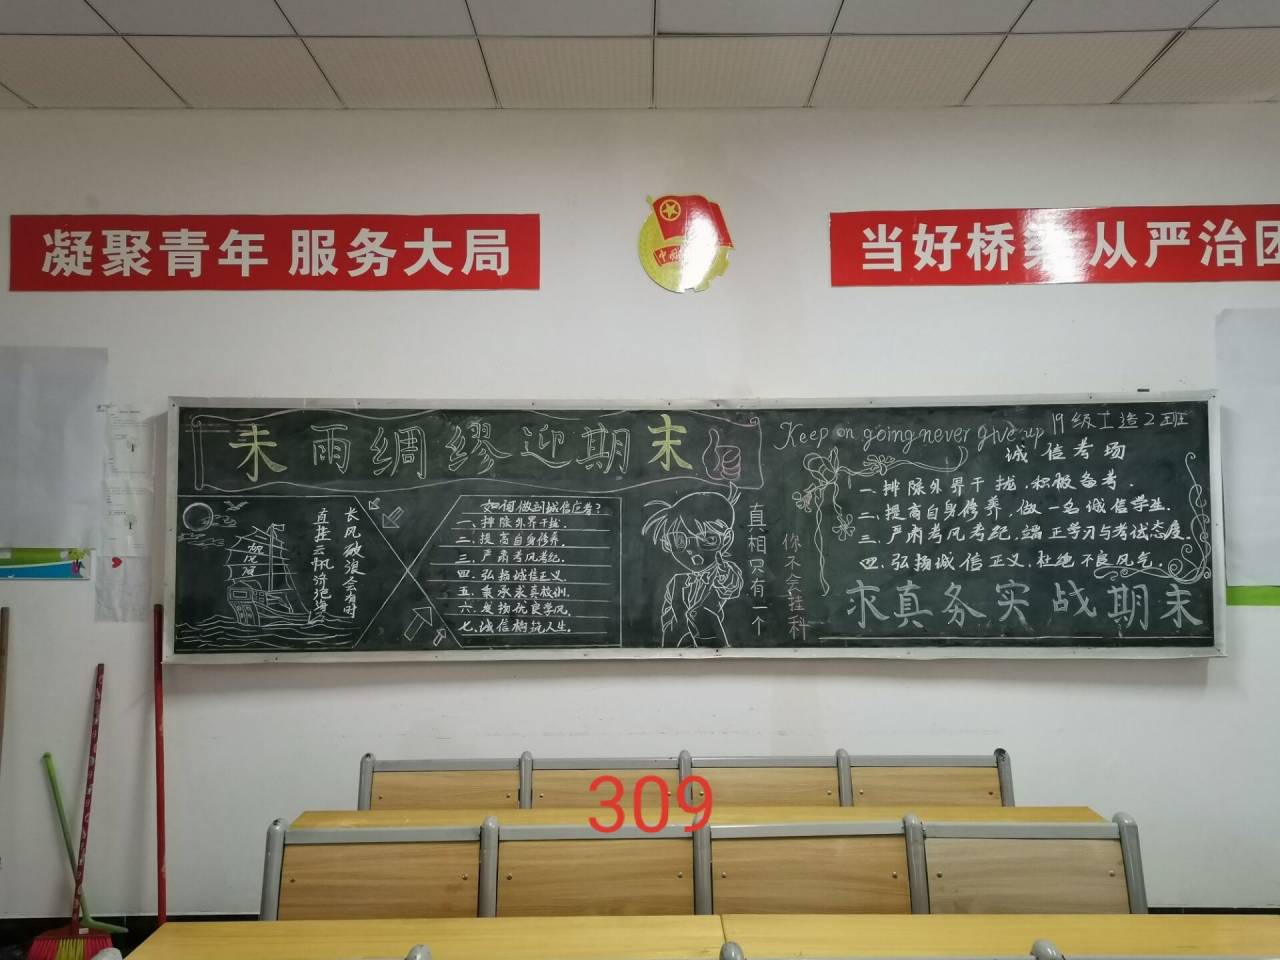 凝聚青年 服务大局
当好桥梁 从严治团
未雨绸缪迎期末
Keep on going never give up
19级工造2班
诚信考场
一、排除外界干扰,积极备考.
二、提高自身修养,做一名诚信学生.
三、严肃考风考纪,端正学习与考试态度.
四、弘扬诚信正义,杜绝不良风气.
求真务实战期末
长风破浪会有时
直挂云帆济沧海
如何做到诚信应考?
一、排除外界干扰.
二、提高自身修养.
三、严肃考风考纪.
四、弘扬诚信正义.
五、秉承求真放训.
六、发扬优良学风.
七、诚信构筑人生.
真相只有一个
你不会挂科
309